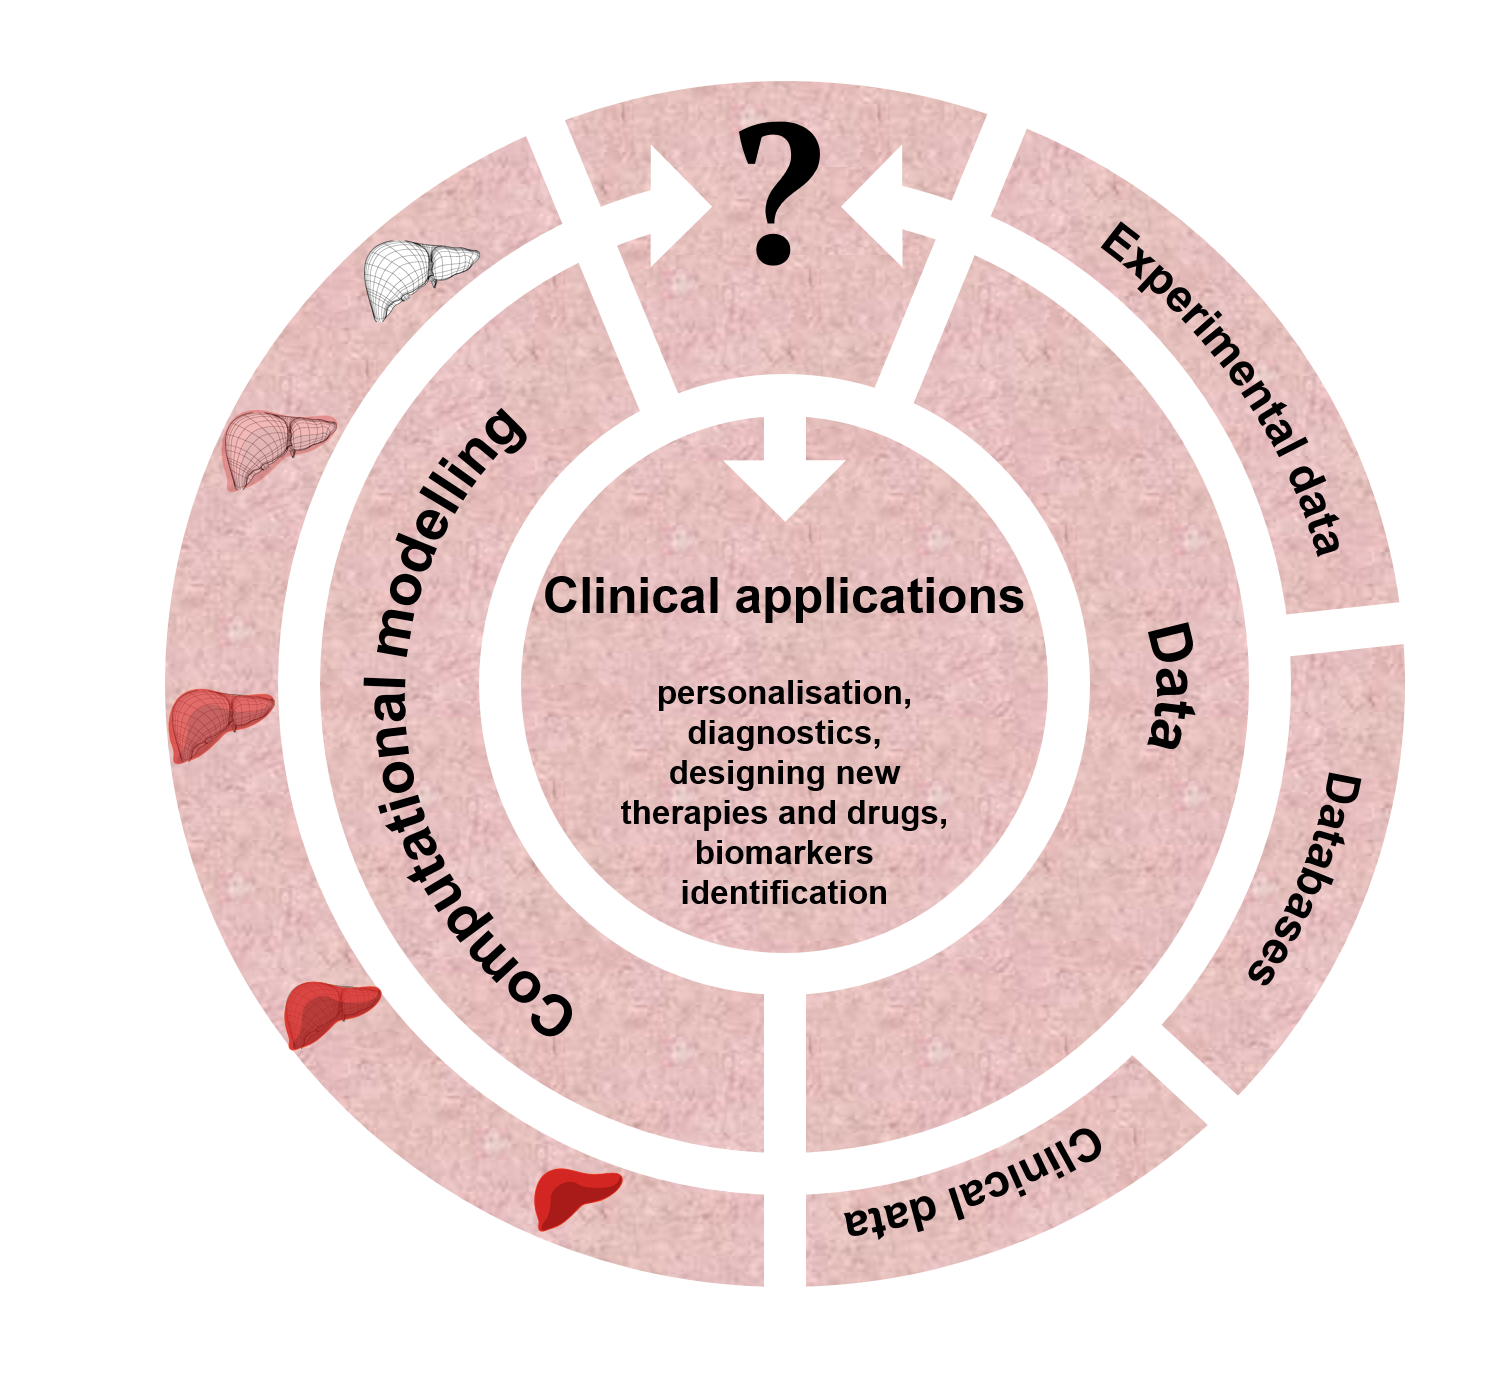 ?
Experimental data
Computational modelling
Clinical applications
personalisation,
diagnostics,
designing new
therapies and drugs,
biomarkers
identification
Data
Databases
Clinical data